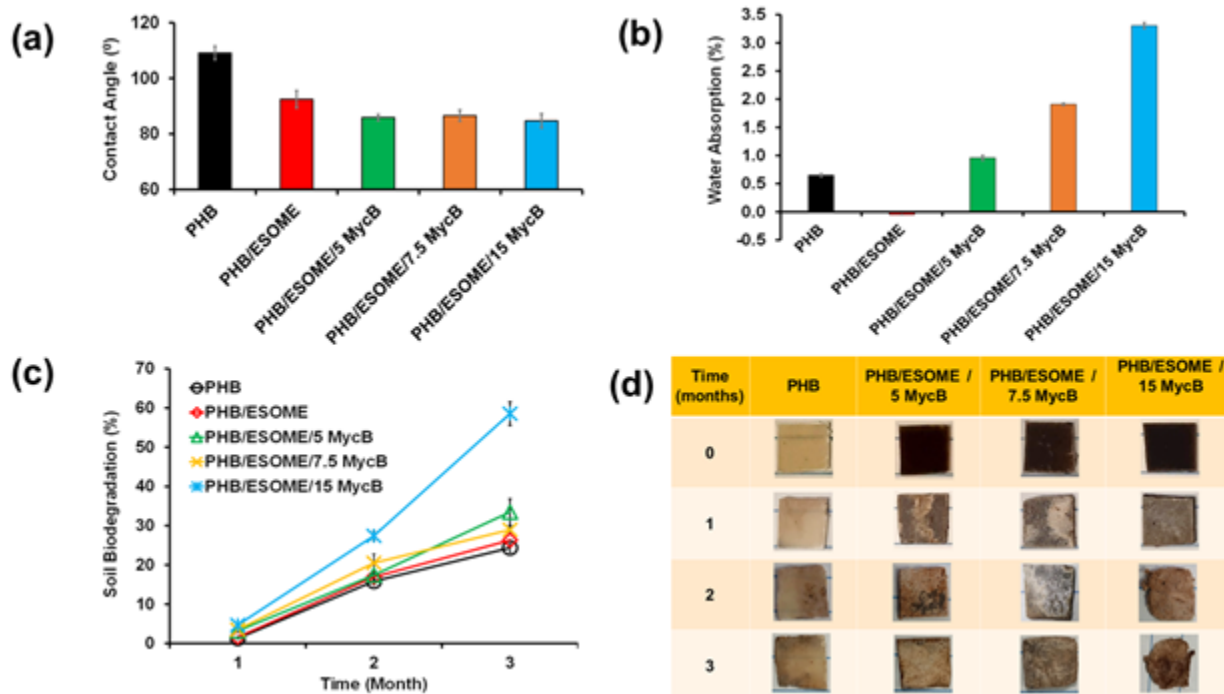 (a)
Contact Angle (º)
120
100
80
60
PHB
PHB/ESOME
PHB/ESOME/5 MycB
PHB/ESOME/7.5 MycB
PHB/ESOME/15 MycB
(b)
Water Absorption (%)
3.5
3.0
2.5
2.0
1.5
1.0
0.5
0.0
-0.5
PHB
PHB/ESOME
PHB/ESOME/5 MycB
PHB/ESOME/7.5 MycB
PHB/ESOME/15 MycB
(c)
Soil Biodegradation (%)
70
60
50
40
30
20
10
0
PHB
PHB/ESOME
PHB/ESOME/5 MycB
PHB/ESOME/7.5 MycB
PHB/ESOME/15 MycB
1 2 3
Time (Month)
(d)
Time (months)
PHB
PHB/ESOME / 5 MycB
PHB/ESOME / 7.5 MycB
PHB/ESOME / 15 MycB
0
1
2
3